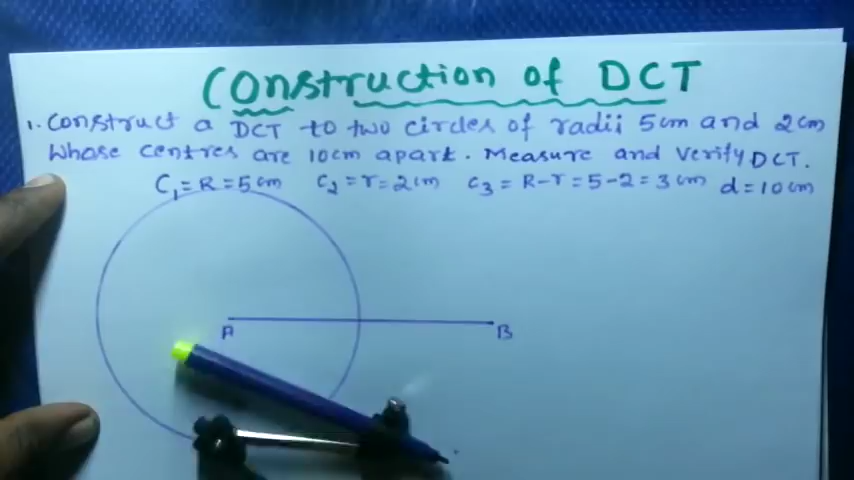 Construction of DCT
1. Construct a DCT to two circles of radii 5cm and 2cm
whose centres are 10cm apart. Measure and verify DCT.
C₁ = R = 5cm C₂ = r = 2cm C₃ = R-r = 5-2 = 3cm d = 10cm
A B